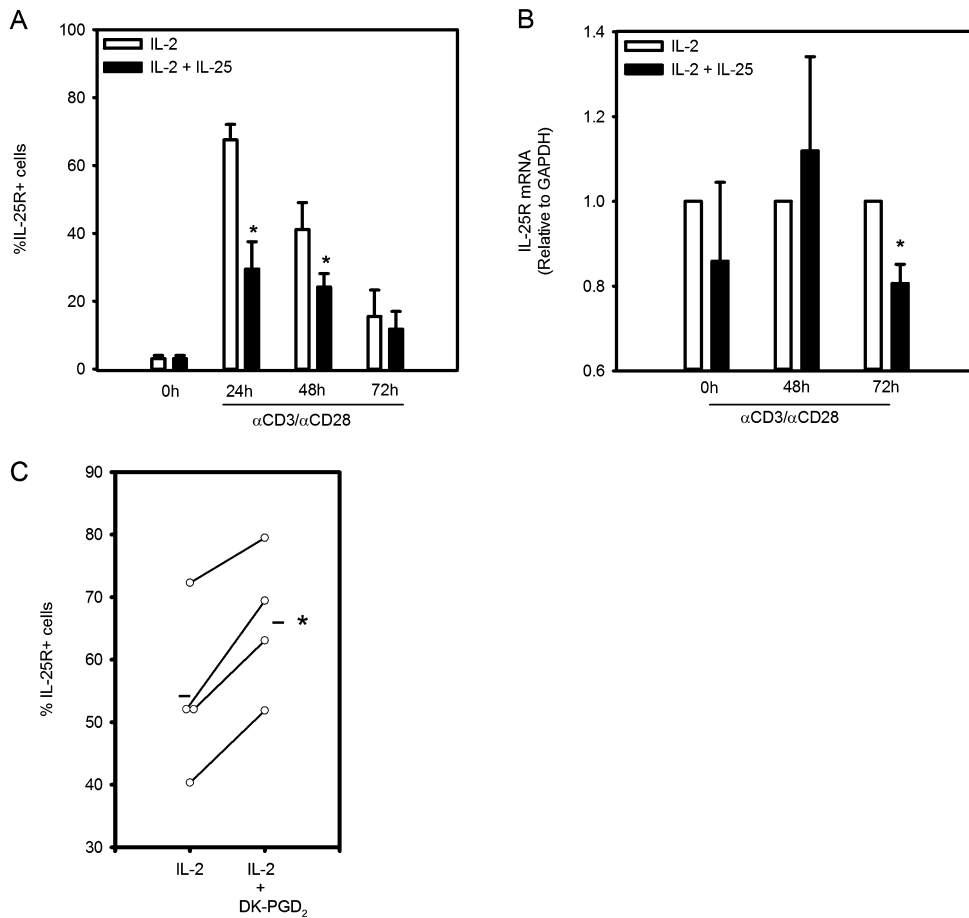 A
100
80
60
40
20
0
%IL-25R+ cells
IL-2
IL-2 + IL-25
*
*
0h 24h 48h 72h
αCD3/αCD28
B
1.4
1.2
1.0
0.8
0.6
IL-25R mRNA
(Relative to GAPDH)
IL-2
IL-2 + IL-25
*
0h 48h 72h
αCD3/αCD28
C
90
80
70
60
50
40
30
% IL-25R+ cells
*
IL-2 IL-2
+
DK-PGD₂